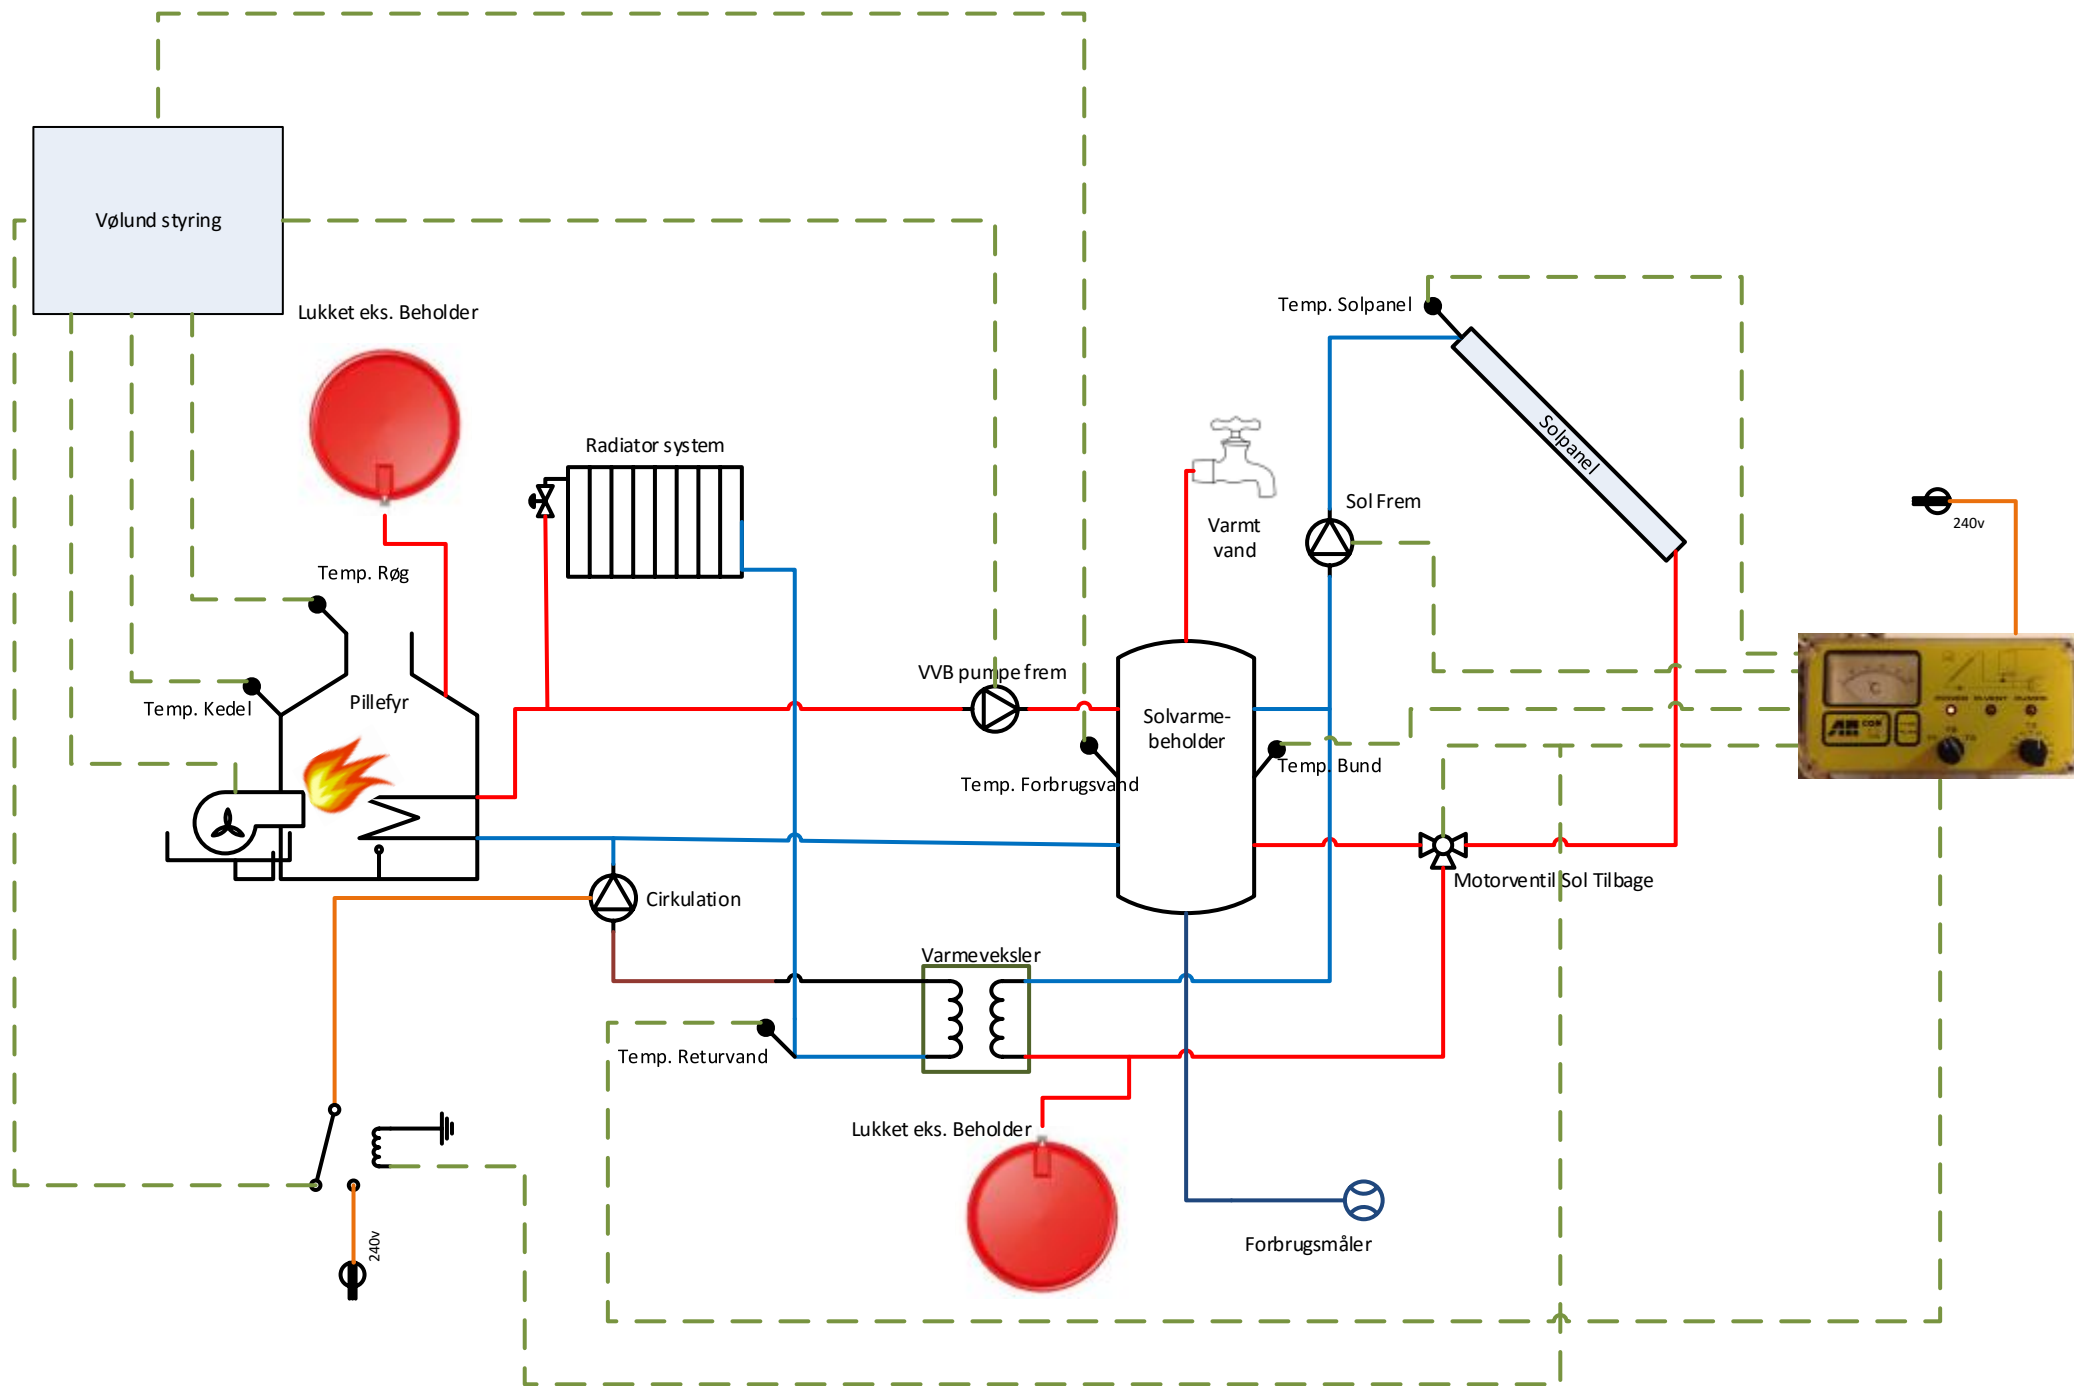 Vølund styring
Lukket eks. Beholder
Temp. Solpanel
Solpanel
Radiator system
Sol Frem
Varmt
vand
240v
Temp. Røg
VVB pumpe frem
Pillefyr
Temp. Kedel
Solvarme-
beholder
°C
Temp. Forbrugsvand
Temp. Bund
Motorventil Sol Tilbage
Cirkulation
Varmeveksler
Temp. Returvand
Lukket eks. Beholder
240v
Forbrugsmåler